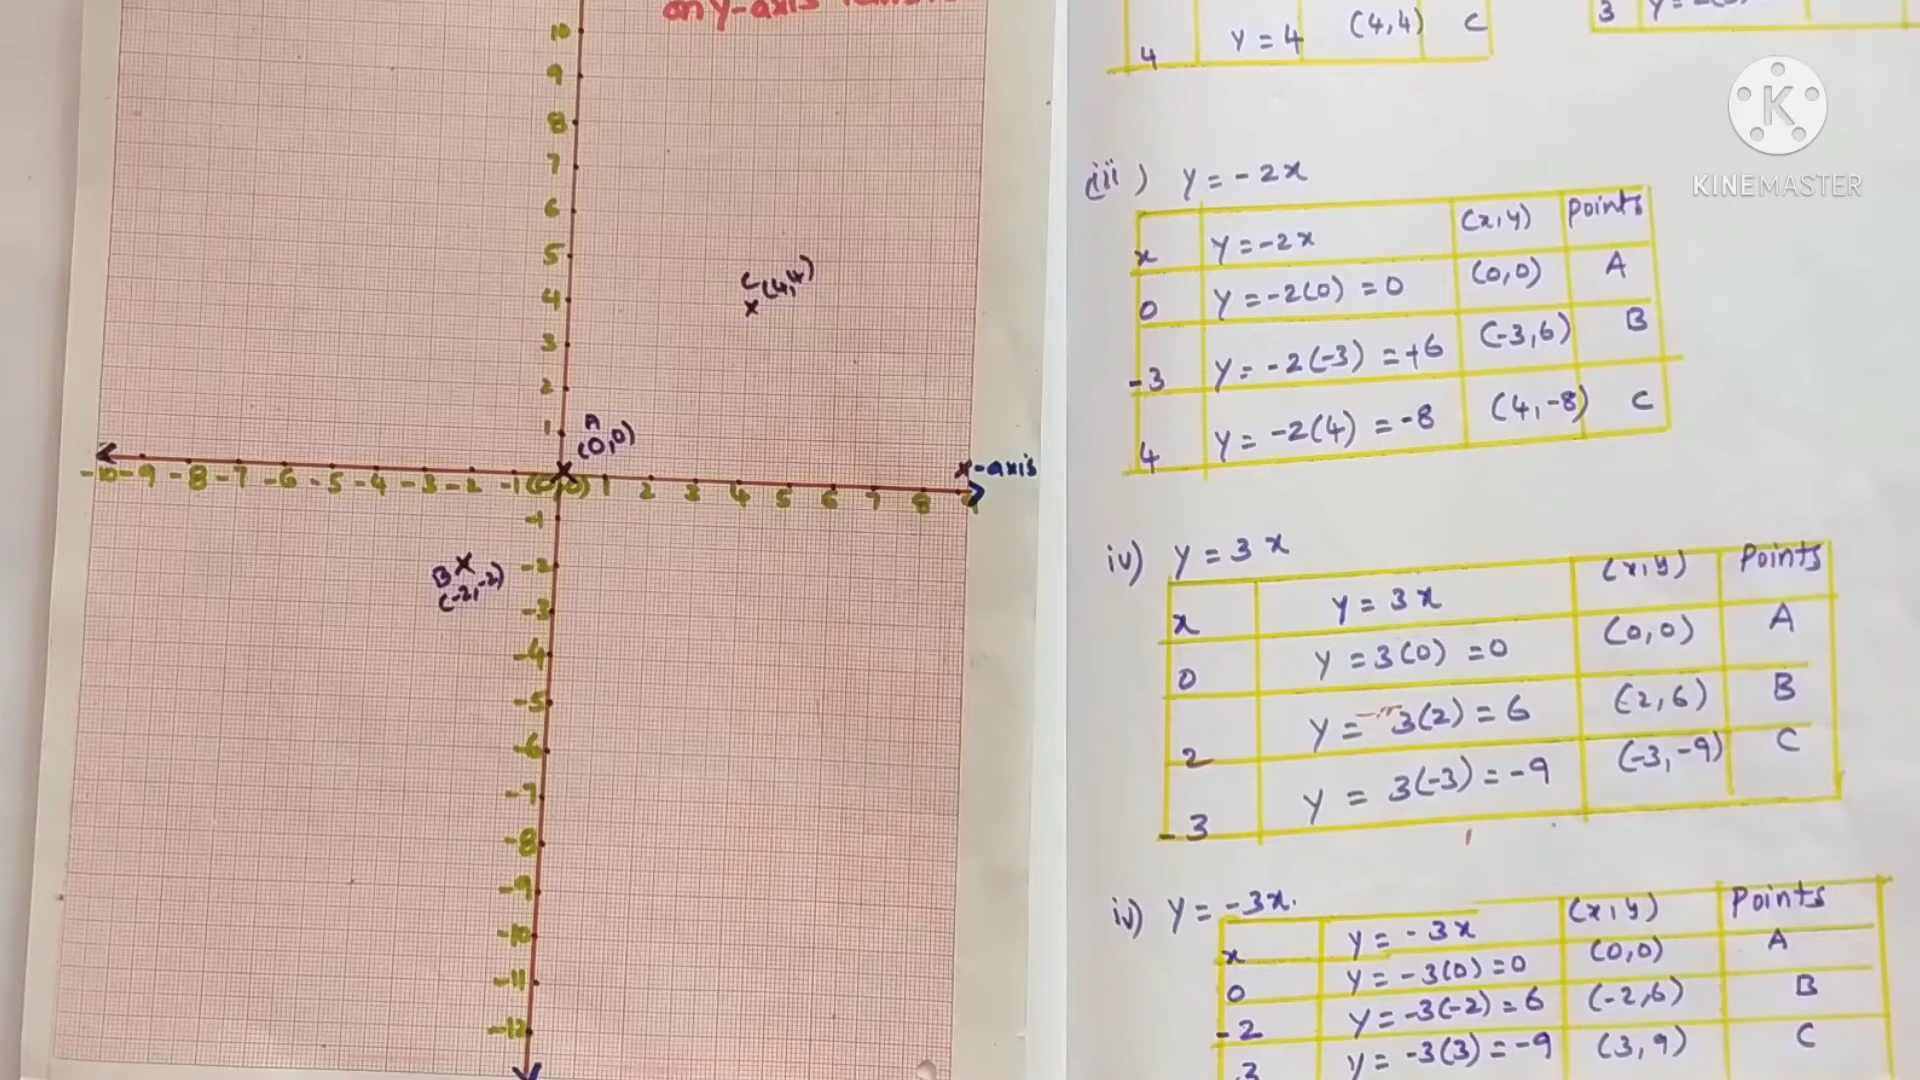 on y-axis
10
9
8
7
6
5
4
3
2
1
C (4,4)
A
(0,0)
X-axis
-10 -9 -8 -7 -6 -5 -4 -3 -2 -1 (0,0) 1 2 3 4 5 6 7 8
-1
B
(-2,-2)
-2
-3
-4
-5
-6
-7
-8
-9
-10
-11
-12
4 Y = 4 (4,4) C
3
K
KINEMASTER
(iii) Y = -2x
x Y = -2x (x,y) Points
0 Y = -2(0) = 0 (0,0) A
-3 Y = -2(-3) = +6 (-3,6) B
4 Y = -2(4) = -8 (4,-8) C
iv) Y = 3x
x Y = 3x (x,y) Points
0 Y = 3(0) = 0 (0,0) A
2 Y = 3(2) = 6 (2,6) B
-3 Y = 3(-3) = -9 (-3,-9) C
iv) Y = -3x.
x Y = -3x (x,y) Points
0 Y = -3(0) = 0 (0,0) A
-2 Y = -3(-2) = 6 (-2,6) B
3 Y = -3(3) = -9 (3,9) C